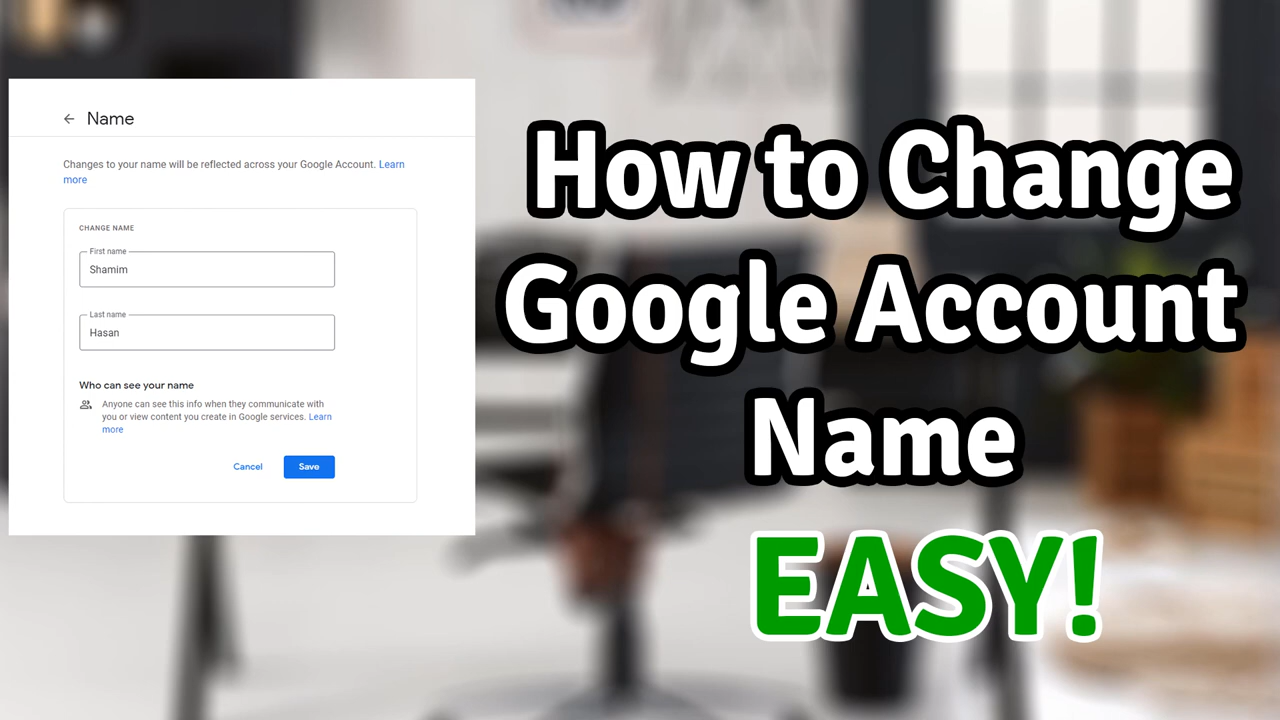 Name
Changes to your name will be reflected across your Google Account. Learn
more
CHANGE NAME
First name
Shamim
Last name
Hasan
Who can see your name
Anyone can see this info when they communicate with
you or view content you create in Google services. Learn
more
Cancel Save
How to Change
Google Account
Name
EASY!